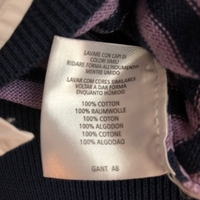 LAVARE CON CAPI DI
COLORI SIMILI
RIDARE FORMA ALL'INDUMENTO
MENTRE UMIDO
LAVAR COM CORES SIMILARES
VOLTAR A DAR FORMA
ENQUANTO HÚMIDO
100% COTTON
100% BAUMWOLLE
100% COTON
100% ALGODON
100% COTONE
100% ALGODÃO
GANT AB